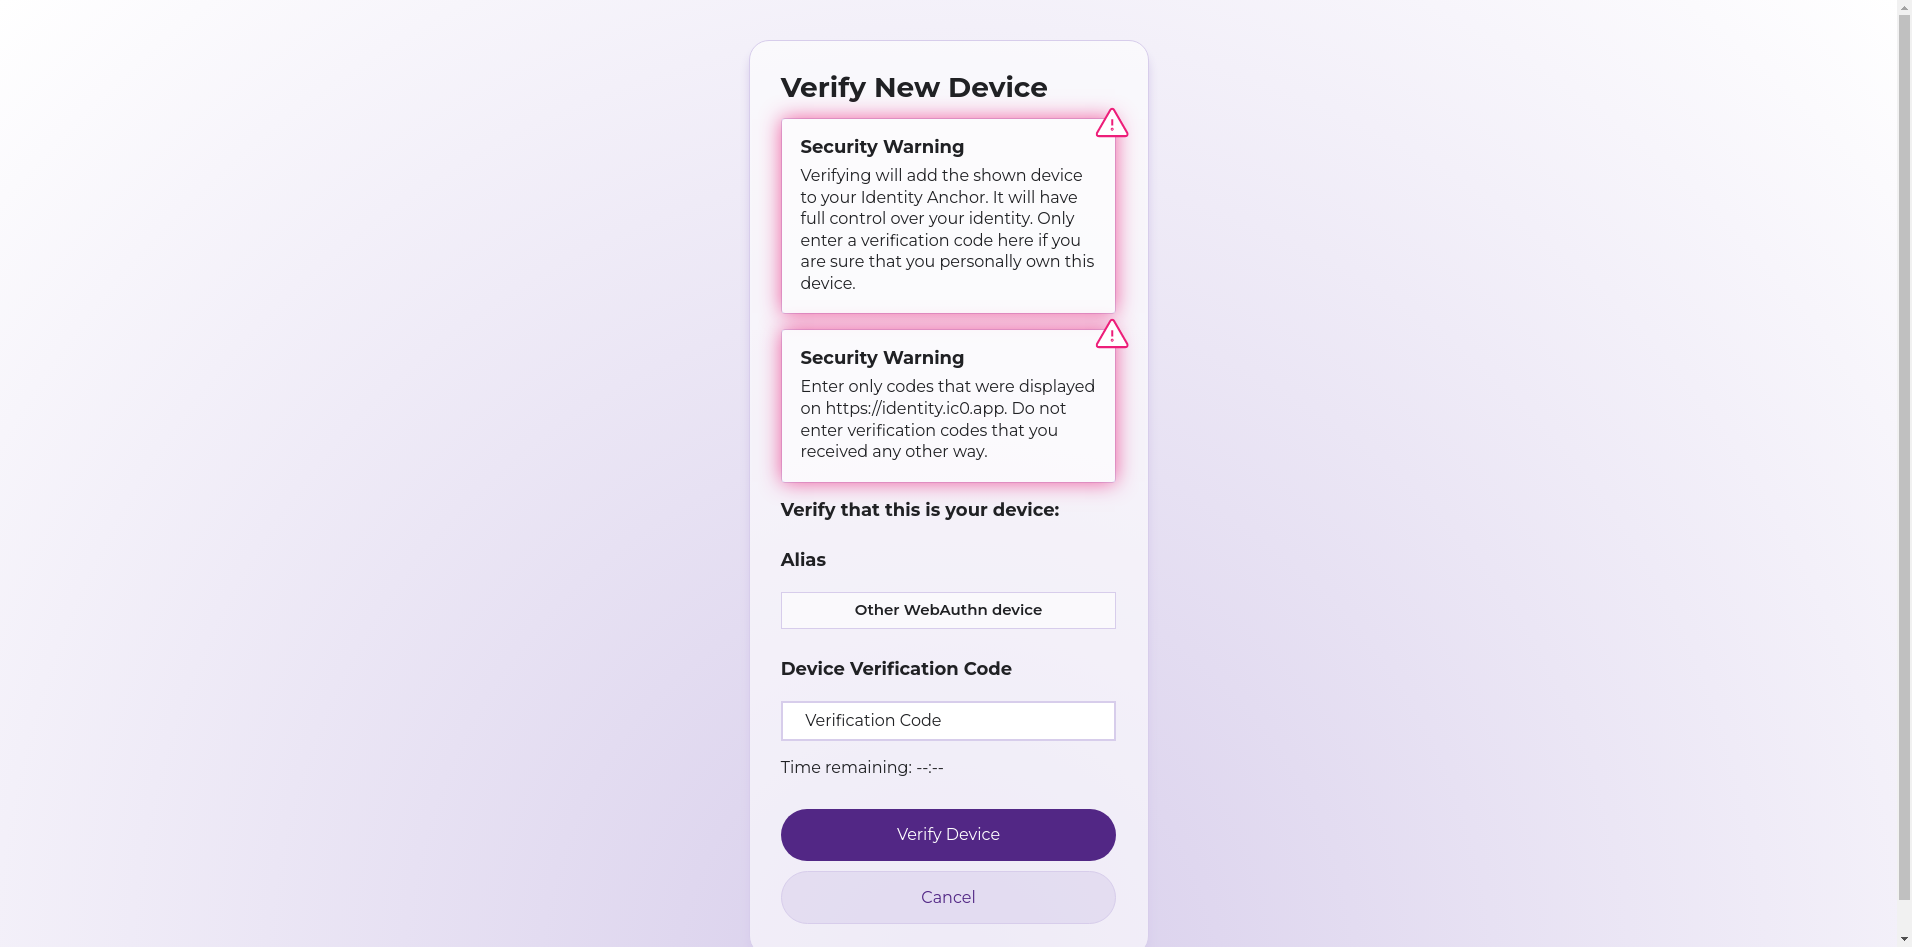 Verify New Device
Security Warning
Verifying will add the shown device
to your Identity Anchor. It will have
full control over your identity. Only
enter a verification code here if you
are sure that you personally own this
device.
Security Warning
Enter only codes that were displayed
on https://identity.ic0.app. Do not
enter verification codes that you
received any other way.
Verify that this is your device:
Alias
Other WebAuthn device
Device Verification Code
Verification Code
Time remaining: --:--
Verify Device
Cancel